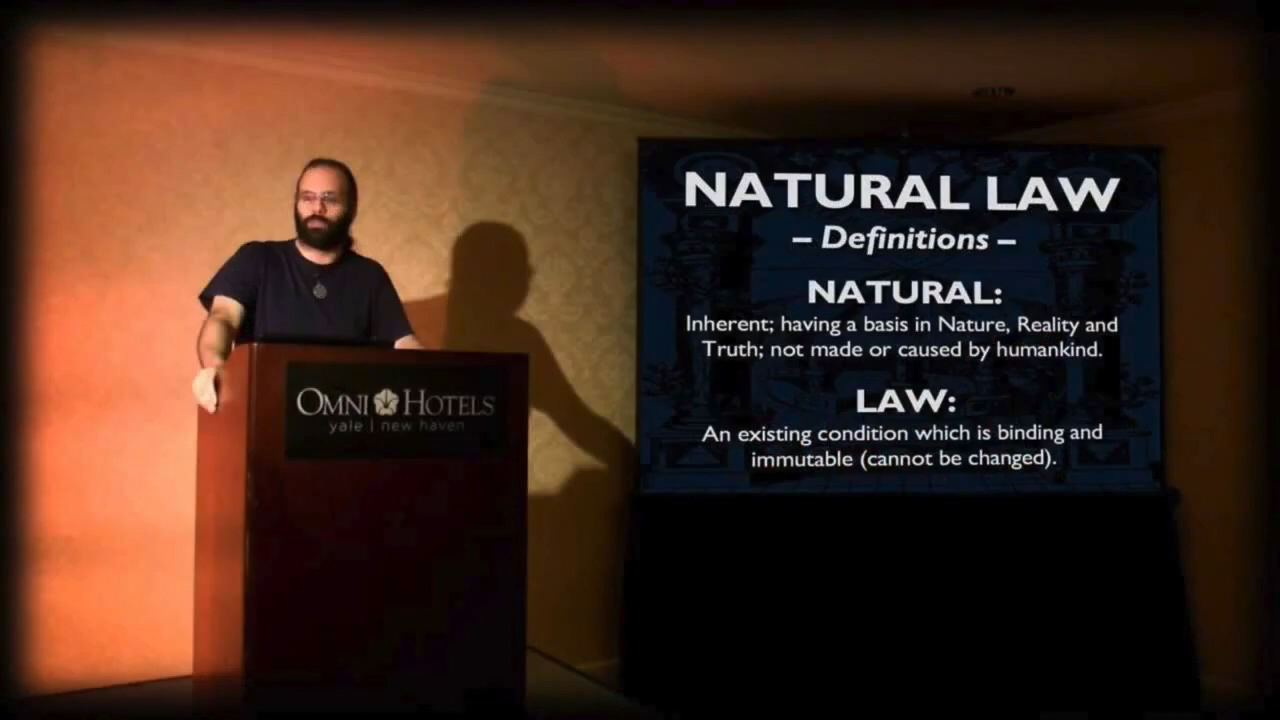 OMNI HOTELS
yale | new haven
NATURAL LAW
– Definitions –
NATURAL:
Inherent; having a basis in Nature, Reality and
Truth; not made or caused by humankind.
LAW:
An existing condition which is binding and
immutable (cannot be changed).